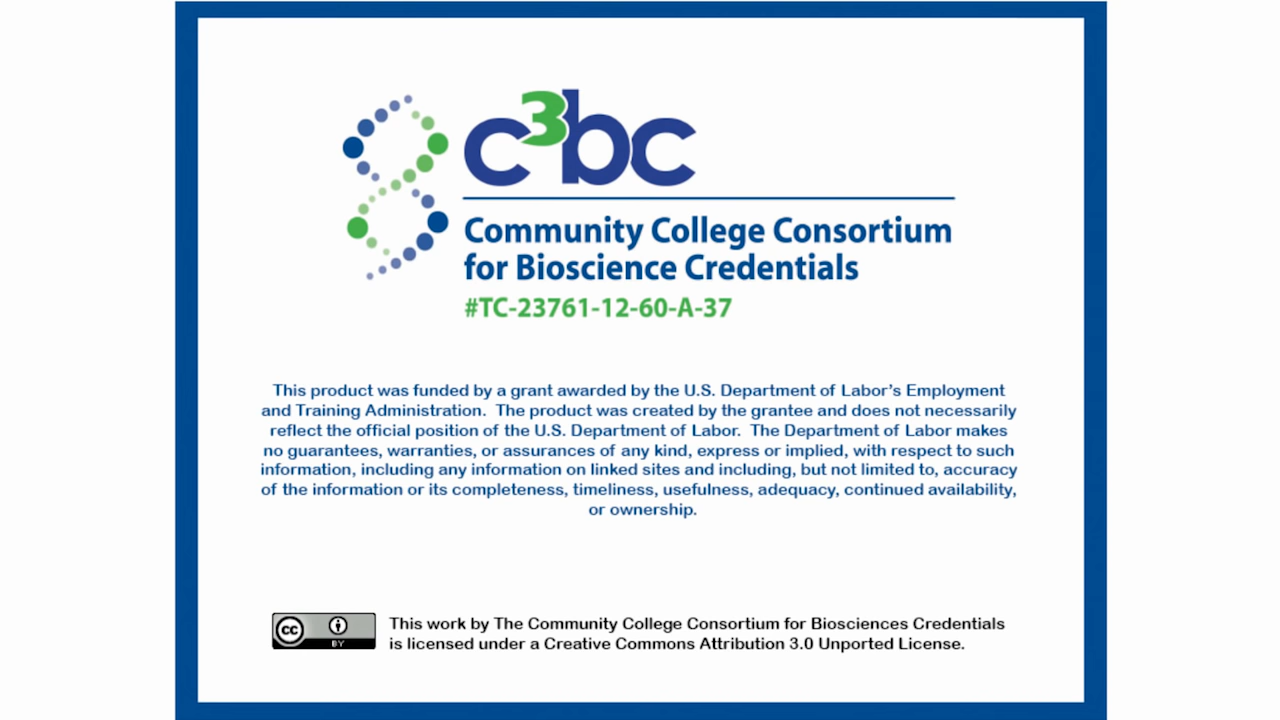 c3bc
Community College Consortium
for Bioscience Credentials
#TC-23761-12-60-A-37
This product was funded by a grant awarded by the U.S. Department of Labor's Employment
and Training Administration.  The product was created by the grantee and does not necessarily
reflect the official position of the U.S. Department of Labor.  The Department of Labor makes
no guarantees, warranties, or assurances of any kind, express or implied, with respect to such
information, including any information on linked sites and including, but not limited to, accuracy
of the information or its completeness, timeliness, usefulness, adequacy, continued availability,
or ownership.
cc BY
This work by The Community College Consortium for Biosciences Credentials
is licensed under a Creative Commons Attribution 3.0 Unported License.